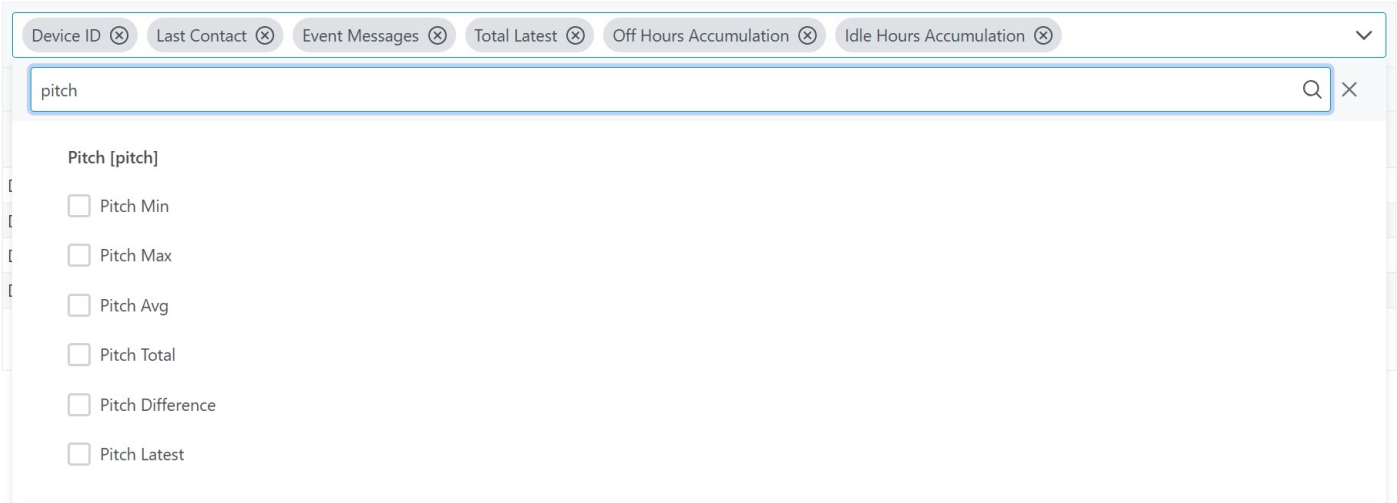 Device ID Last Contact Event Messages Total Latest Off Hours Accumulation Idle Hours Accumulation
pitch
Pitch [pitch]
Pitch Min
Pitch Max
Pitch Avg
Pitch Total
Pitch Difference
Pitch Latest